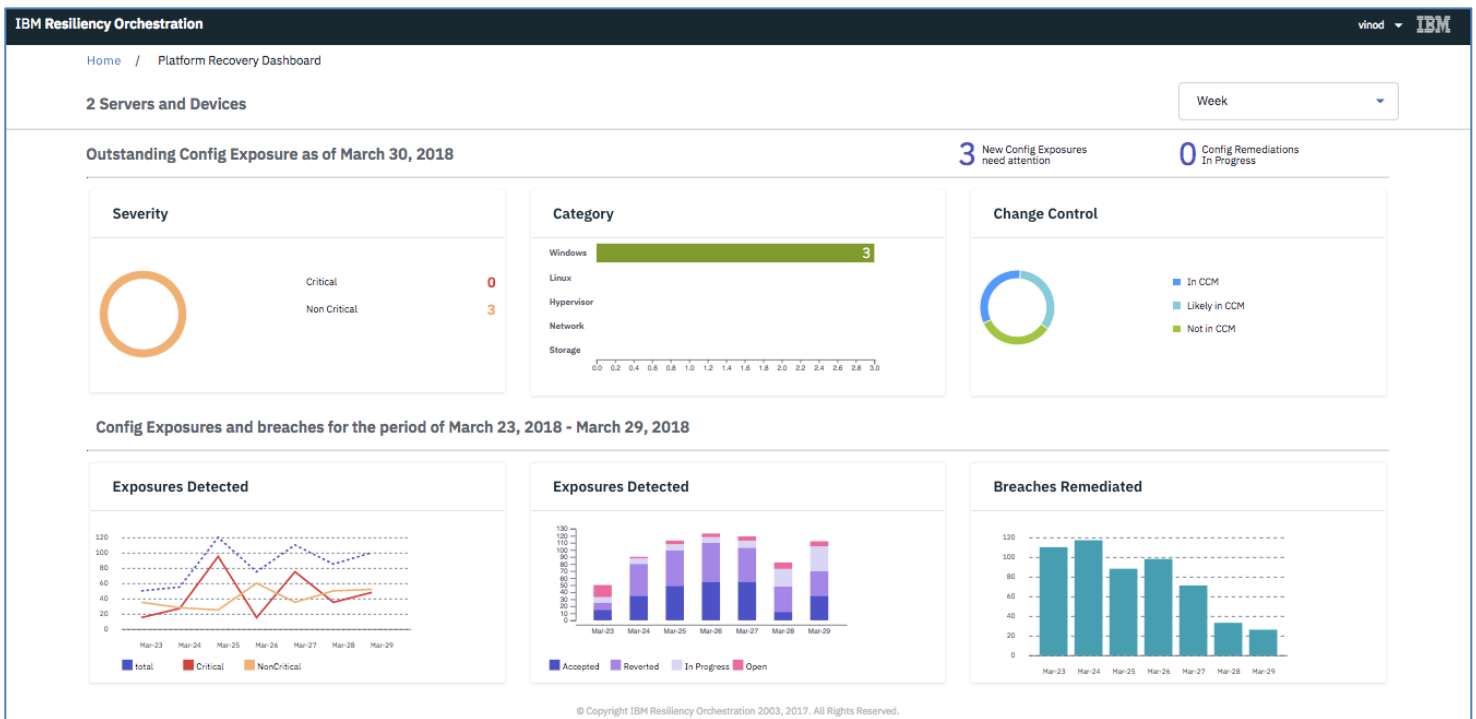 IBM Resiliency Orchestration
vinod
IBM
Home / Platform Recovery Dashboard
2 Servers and Devices
Week
Outstanding Config Exposure as of March 30, 2018
3 New Config Exposures
need attention
0 Config Remediations
In Progress
Severity
Critical 0
Non Critical 3
Category
Windows 3
Linux
Hypervisor
Network
Storage
0.0 0.2 0.4 0.6 0.8 1.0 1.2 1.4 1.6 1.8 2.0 2.2 2.4 2.6 2.8 3.0
Change Control
In CCM
Likely in CCM
Not in CCM
Config Exposures and breaches for the period of March 23, 2018 - March 29, 2018
Exposures Detected
120
100
80
60
40
20
0
Mar-23 Mar-24 Mar-25 Mar-26 Mar-27 Mar-28 Mar-29
total Critical NonCritical
Exposures Detected
130
120
110
100
90
80
70
60
50
40
30
20
10
0
Mar-23 Mar-24 Mar-25 Mar-26 Mar-27 Mar-28 Mar-29
Accepted Reverted In Progress Open
Breaches Remediated
120
100
80
60
40
20
0
Mar-23 Mar-24 Mar-25 Mar-26 Mar-27 Mar-28 Mar-29
© Copyright IBM Resiliency Orchestration 2003, 2017. All Rights Reserved.